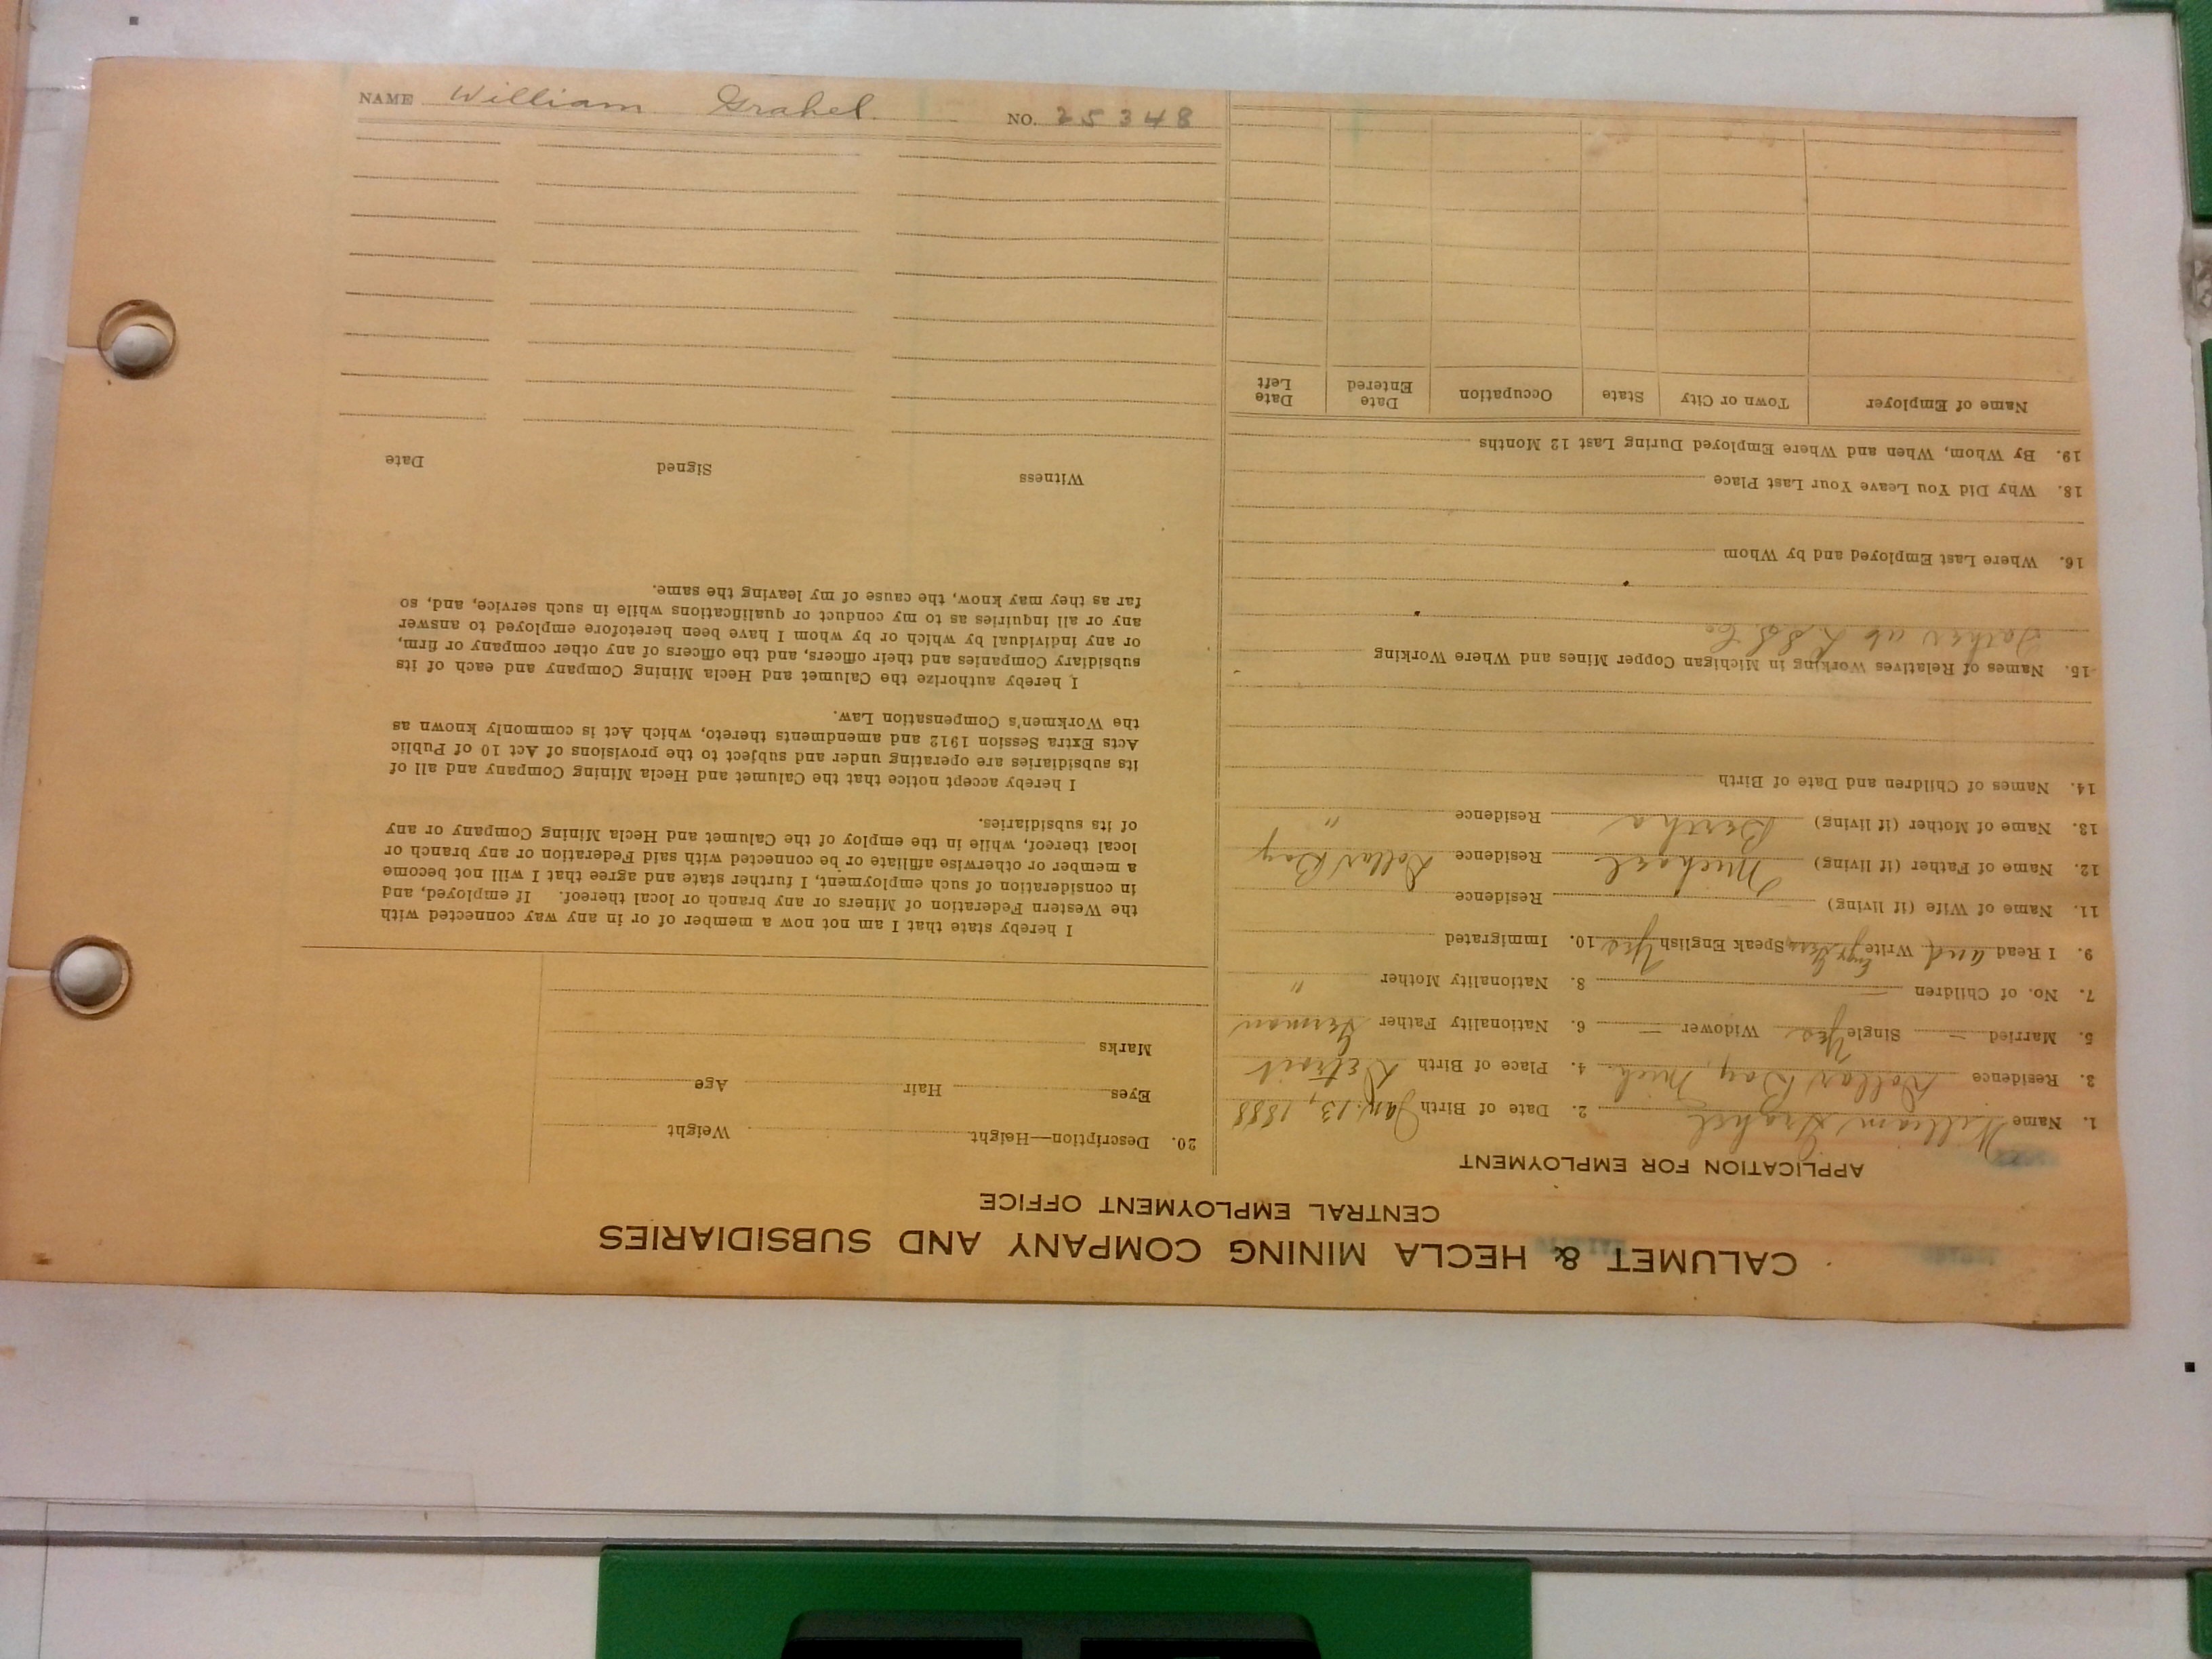 NAME William Grahel NO. 25348
CALUMET & HECLA MINING COMPANY AND SUBSIDIARIES
CENTRAL EMPLOYMENT OFFICE
APPLICATION FOR EMPLOYMENT
1. Name William Grahel 2. Date of Birth Jan. 13, 1888
3. Residence Dollar Bay, Mich. 4. Place of Birth Detroit
5. Married — Single Yes Widower — 6. Nationality Father German
7. No. of Children — 8. Nationality Mother "
9. I Read and Write Speak English Yes 10. Immigrated
11. Name of Wife (if living) Residence
12. Name of Father (if living) Michael Residence Dollar Bay
13. Name of Mother (if living) Bertha Residence "
14. Names of Children and Date of Birth
15. Names of Relatives Working in Michigan Copper Mines and Where Working
Father at Co
16. Where Last Employed and by Whom
18. Why Did You Leave Your Last Place
19. By Whom, When and Where Employed During Last 12 Months
Name of Employer Town or City State Occupation Date Entered Date Left
20. Description—Height Weight
Eyes Hair Age
Marks
I hereby state that I am not now a member of or in any way connected with
the Western Federation of Miners or any branch or local thereof. If employed, and
in consideration of such employment, I further state and agree that I will not become
a member or otherwise affiliate or be connected with said Federation or any branch or
local thereof, while in the employ of the Calumet and Hecla Mining Company or any
of its subsidiaries.
I hereby accept notice that the Calumet and Hecla Mining Company and all of
its subsidiaries are operating under and subject to the provisions of Act 10 of Public
Acts Extra Session 1912 and amendments thereto, which Act is commonly known as
the Workmen's Compensation Law.
I hereby authorize the Calumet and Hecla Mining Company and each of its
subsidiary Companies and their officers, and the officers of any other company or firm,
or any individual by which or by whom I have been heretofore employed to answer
any or all inquiries as to my conduct or qualifications while in such service, and, so
far as they may know, the cause of my leaving the same.
Witness Signed Date